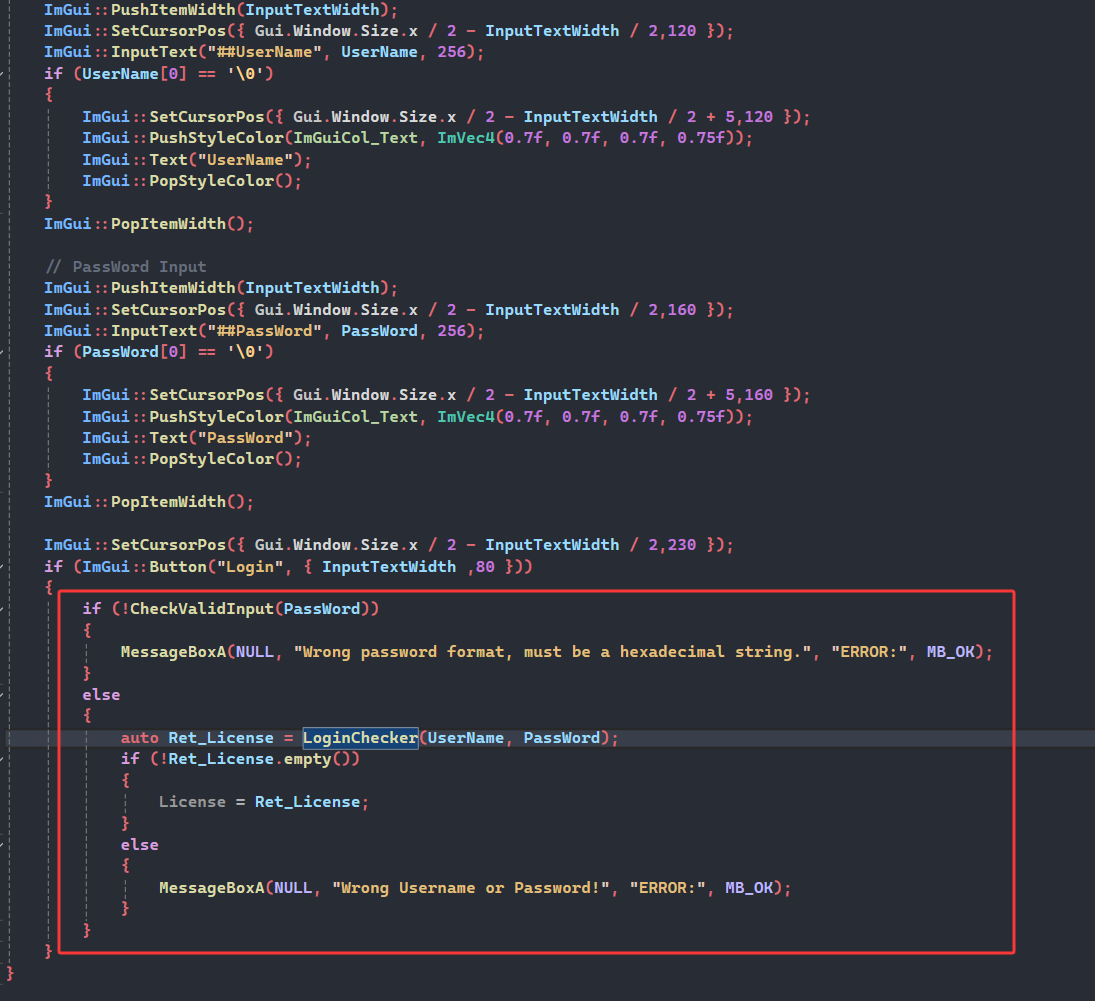 ImGui::PushItemWidth(InputTextWidth);
ImGui::SetCursorPos({ Gui.Window.Size.x / 2 - InputTextWidth / 2,120 });
ImGui::InputText("##UserName", UserName, 256);
if (UserName[0] == '\0')
{
ImGui::SetCursorPos({ Gui.Window.Size.x / 2 - InputTextWidth / 2 + 5,120 });
ImGui::PushStyleColor(ImGuiCol_Text, ImVec4(0.7f, 0.7f, 0.7f, 0.75f));
ImGui::Text("UserName");
ImGui::PopStyleColor();
}
ImGui::PopItemWidth();
// PassWord Input
ImGui::PushItemWidth(InputTextWidth);
ImGui::SetCursorPos({ Gui.Window.Size.x / 2 - InputTextWidth / 2,160 });
ImGui::InputText("##PassWord", PassWord, 256);
if (PassWord[0] == '\0')
{
ImGui::SetCursorPos({ Gui.Window.Size.x / 2 - InputTextWidth / 2 + 5,160 });
ImGui::PushStyleColor(ImGuiCol_Text, ImVec4(0.7f, 0.7f, 0.7f, 0.75f));
ImGui::Text("PassWord");
ImGui::PopStyleColor();
}
ImGui::PopItemWidth();
ImGui::SetCursorPos({ Gui.Window.Size.x / 2 - InputTextWidth / 2,230 });
if (ImGui::Button("Login", { InputTextWidth ,80 }))
{
if (!CheckValidInput(PassWord))
{
MessageBoxA(NULL, "Wrong password format, must be a hexadecimal string.", "ERROR:", MB_OK);
}
else
{
auto Ret_License = LoginChecker(UserName, PassWord);
if (!Ret_License.empty())
{
License = Ret_License;
}
else
{
MessageBoxA(NULL, "Wrong Username or Password!", "ERROR:", MB_OK);
}
}
}
}